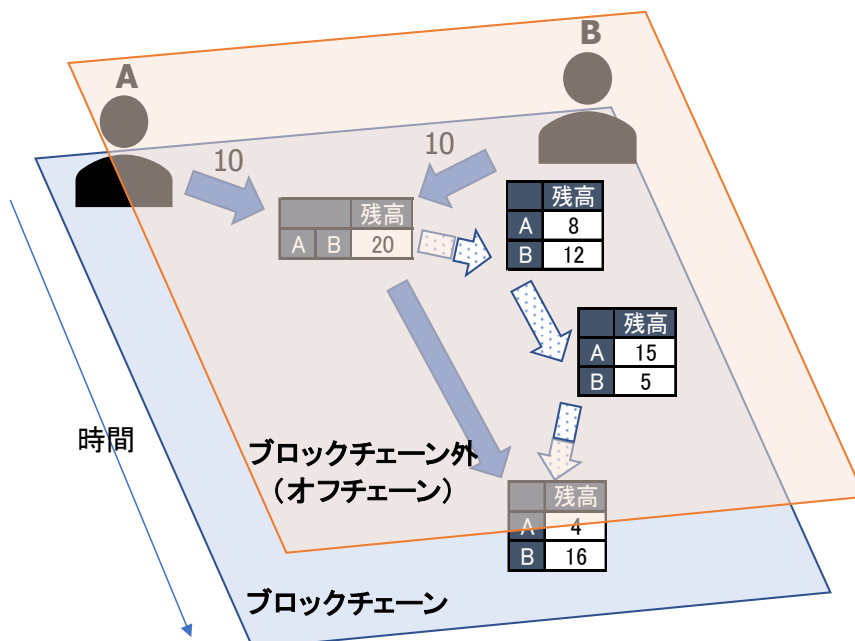 A
B
10
10
残高
A B 20
残高
A 8
B 12
残高
A 15
B 5
時間
ブロックチェーン外
（オフチェーン）
残高
A 4
B 16
ブロックチェーン